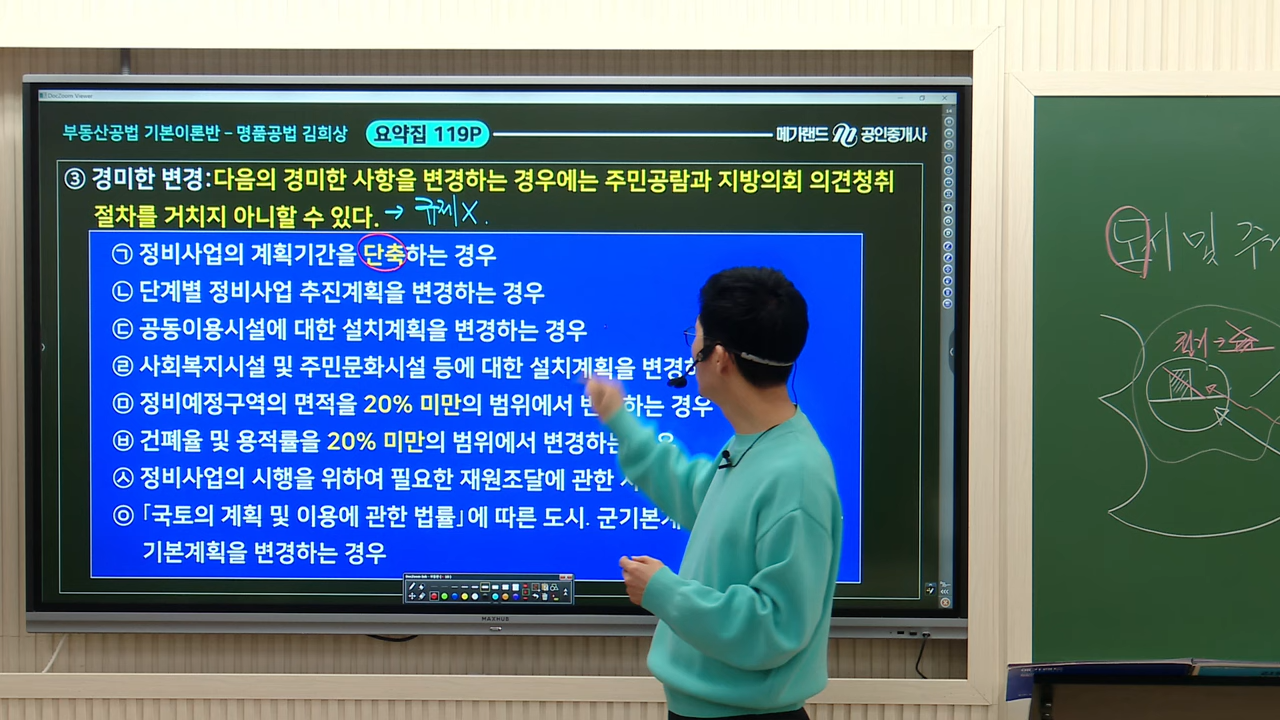 DocZoom Viewer
부동산공법 기본이론반 - 명품공법 김희상 요약집 119P 메가랜드 공인중개사
③ 경미한 변경:다음의 경미한 사항을 변경하는 경우에는 주민공람과 지방의회 의견청취
절차를 거치지 아니할 수 있다. → 규제X.
㉠ 정비사업의 계획기간을 단축하는 경우
㉡ 단계별 정비사업 추진계획을 변경하는 경우
㉢ 공동이용시설에 대한 설치계획을 변경하는 경우
㉣ 사회복지시설 및 주민문화시설 등에 대한 설치계획을 변경하
㉤ 정비예정구역의 면적을 20% 미만의 범위에서 변경하는 경우
㉥ 건폐율 및 용적률을 20% 미만의 범위에서 변경하는 경우
㉦ 정비사업의 시행을 위하여 필요한 재원조달에 관한
㉧ 「국토의 계획 및 이용에 관한 법률」에 따른 도시. 군기본계
기본계획을 변경하는 경우
MAXHUB
도시 및 주